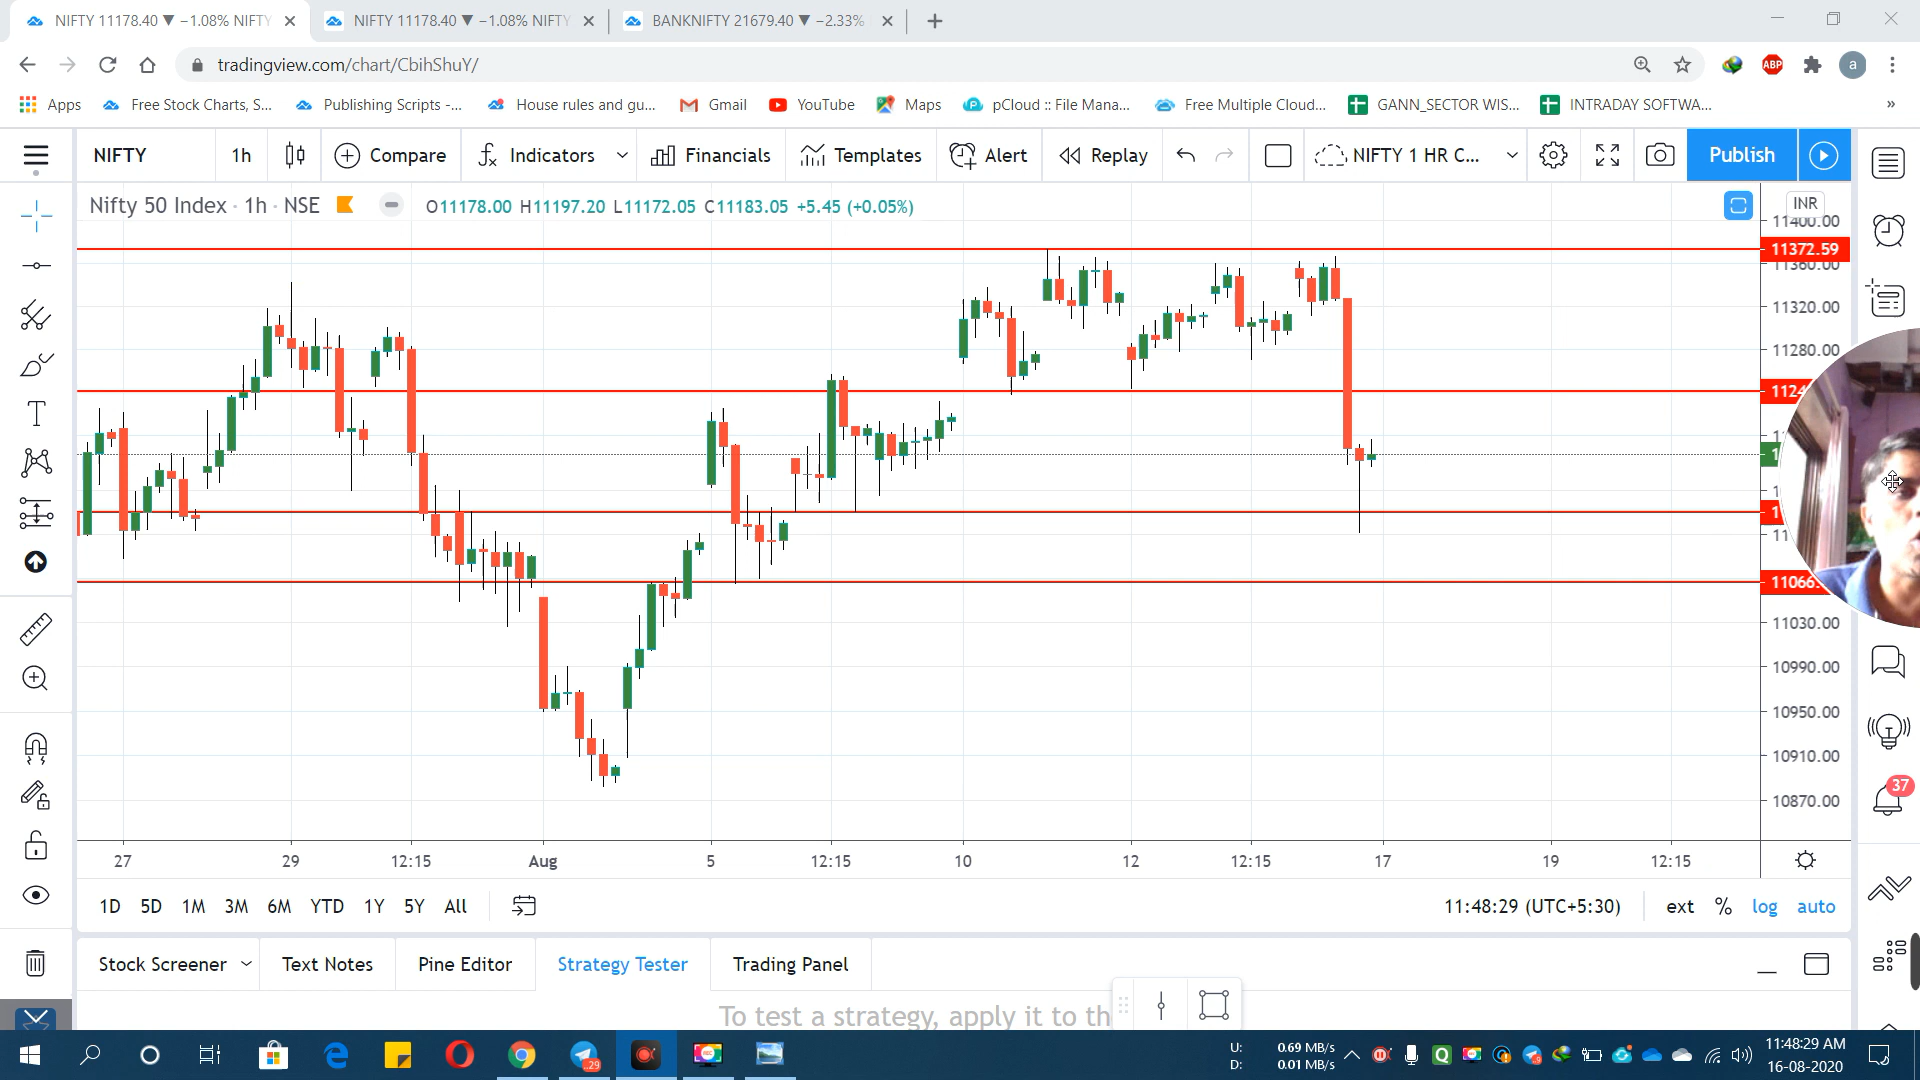 NIFTY 11178.40 ▼ −1.08% NIFTY
NIFTY 11178.40 ▼ −1.08% NIFTY
BANKNIFTY 21679.40 ▼ −2.33%
tradingview.com/chart/CbihShuY/
ABP
a
Apps
Free Stock Charts, S...
Publishing Scripts -...
House rules and gu...
Gmail
YouTube
Maps
pCloud :: File Mana...
Free Multiple Cloud...
GANN_SECTOR WIS...
INTRADAY SOFTWA...
»
NIFTY
1h
Compare
Indicators
Financials
Templates
Alert
Replay
NIFTY 1 HR C...
Publish
Nifty 50 Index · 1h · NSE
O11178.00 H11197.20 L11172.05 C11183.05 +5.45 (+0.05%)
INR
11400.00
11372.59
11360.00
11320.00
11280.00
11066.
11030.00
10990.00
10950.00
10910.00
10870.00
37
27
29
12:15
Aug
5
12:15
10
12
12:15
17
19
12:15
1D 5D 1M 3M 6M YTD 1Y 5Y All
11:48:29 (UTC+5:30)
ext % log auto
Stock Screener
Text Notes
Pine Editor
Strategy Tester
Trading Panel
To test a strategy, apply it to th
U: 0.69 MB/s
D: 0.01 MB/s
11:48:29 AM
16-08-2020